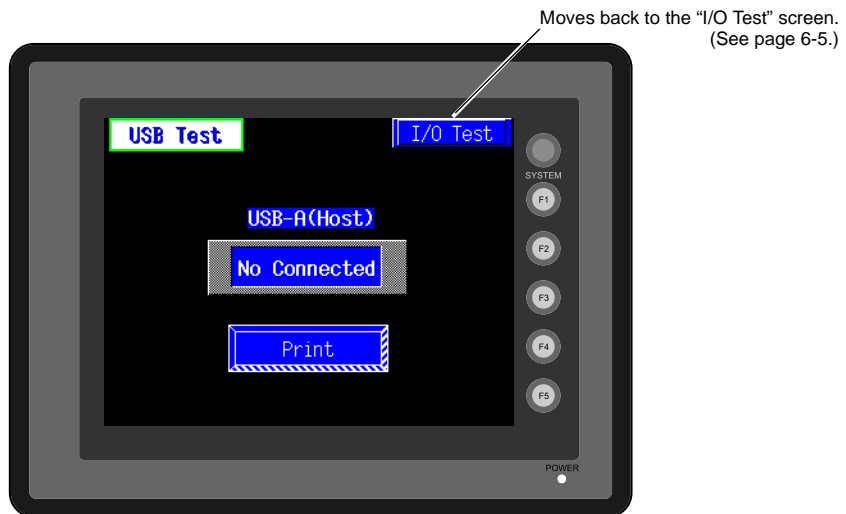 Moves back to the “I/O Test” screen.
(See page 6-5.)
USB Test
I/O Test
SYSTEM
F1
USB-A(Host)
F2
No Connected
F3
Print
F4
F5
POWER